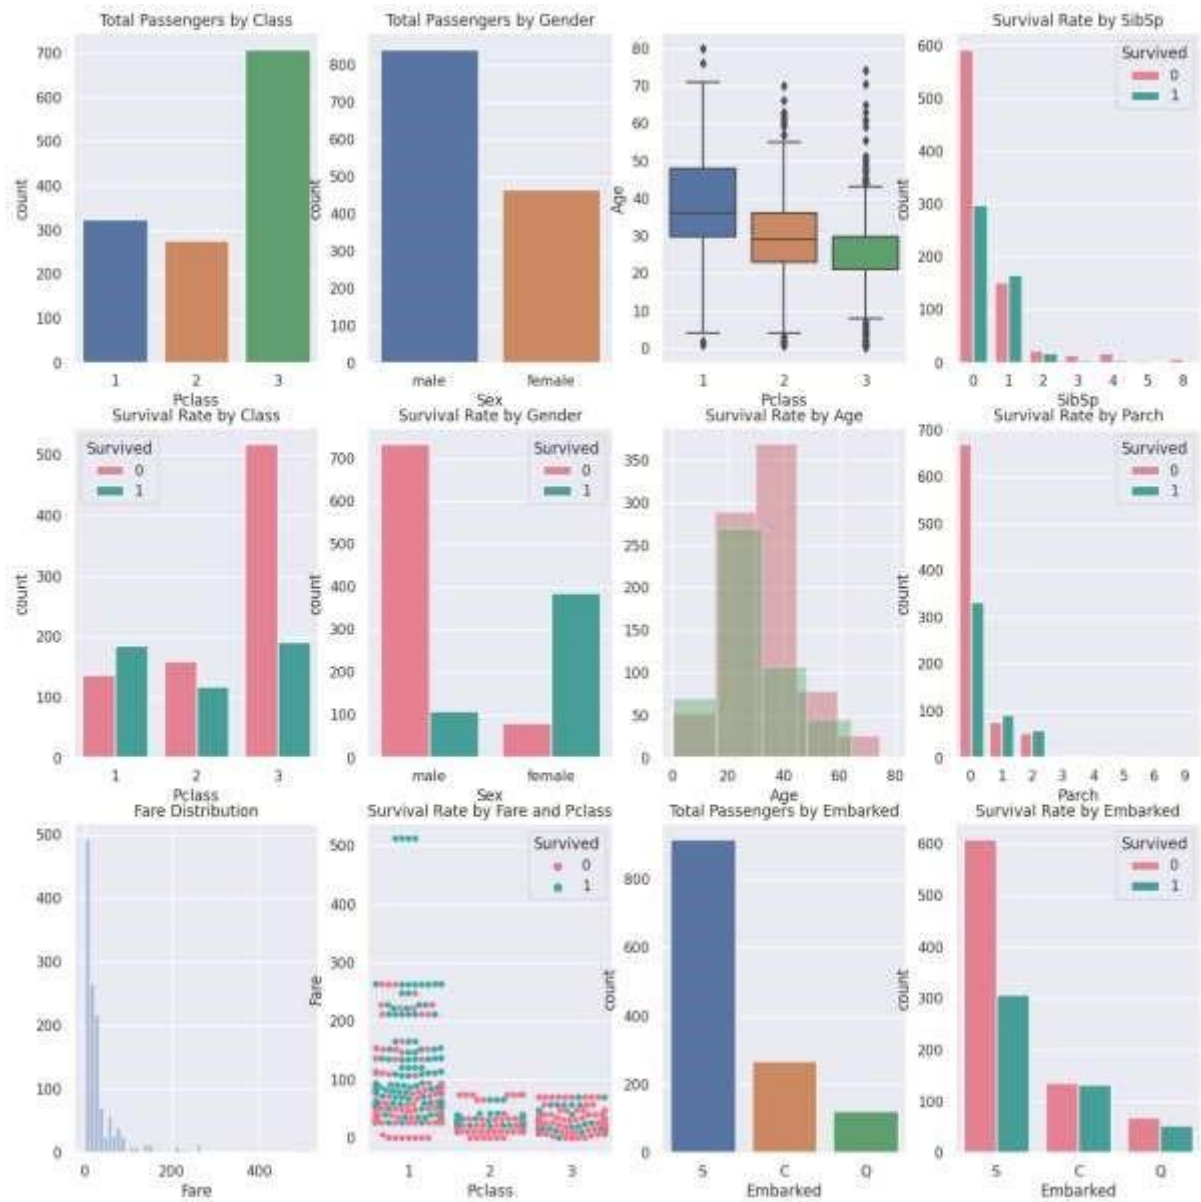 Total Passengers by Class
700
600
500
400
300
200
100
0
count
1 2 3
Pclass
Total Passengers by Gender
800
700
600
500
400
300
200
100
0
count
male female
Sex
80
70
60
50
40
30
20
10
0
Age
1 2 3
Pclass
Survival Rate by SibSp
600
500
400
300
200
100
0
count
Survived
0
1
0 1 2 3 4 5 8
SibSp
Survival Rate by Class
500
400
300
200
100
0
count
Survived
0
1
1 2 3
Pclass
Survival Rate by Gender
700
600
500
400
300
200
100
0
count
Survived
0
1
male female
Sex
Survival Rate by Age
350
300
250
200
150
100
50
0
0 20 40 60 80
Age
Survival Rate by Parch
700
600
500
400
300
200
100
0
count
Survived
0
1
0 1 2 3 4 5 6 9
Parch
Fare Distribution
500
400
300
200
100
0
0 200 400
Fare
Survival Rate by Fare and Pclass
500
400
300
200
100
0
Fare
Survived
0
1
1 2 3
Pclass
Total Passengers by Embarked
800
600
400
200
0
count
S C Q
Embarked
Survival Rate by Embarked
600
500
400
300
200
100
0
count
Survived
0
1
S C Q
Embarked